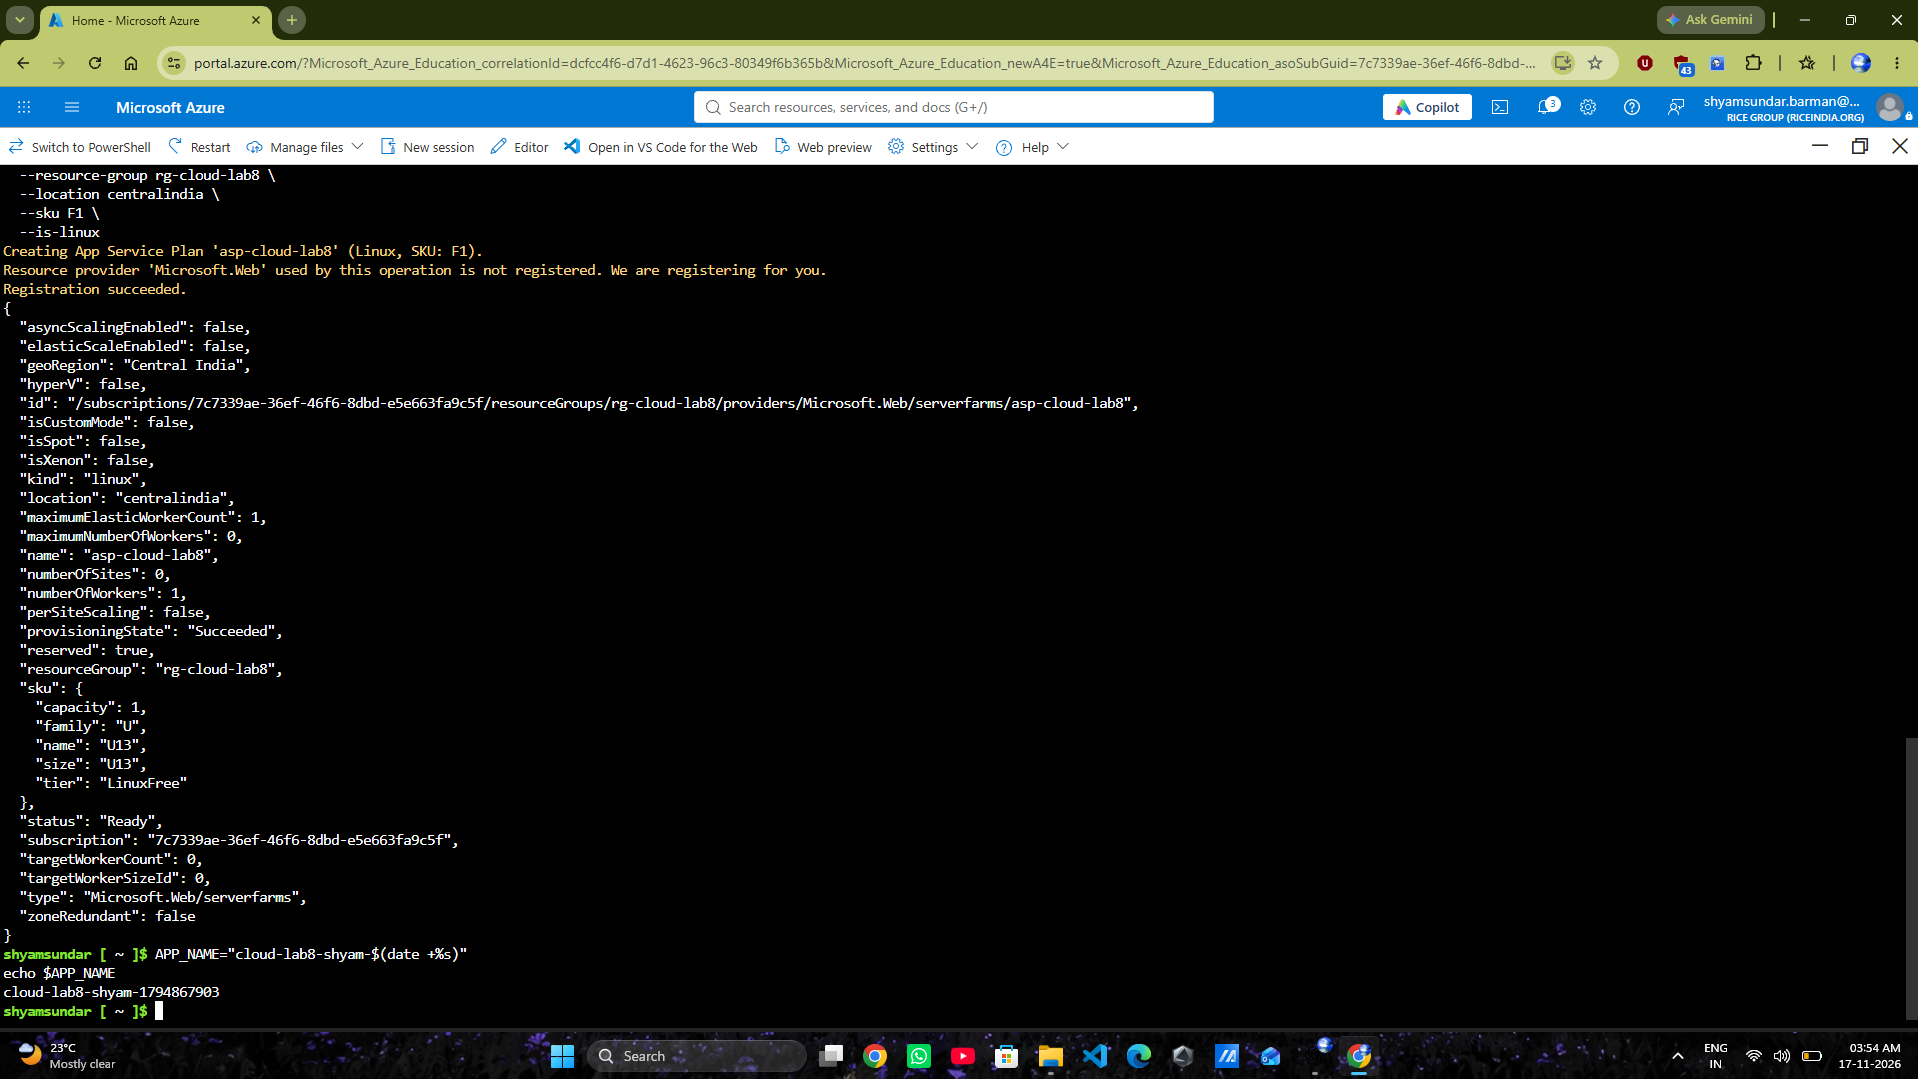 Home - Microsoft Azure
Ask Gemini
portal.azure.com/?Microsoft_Azure_Education_correlationId=dcfcc4f6-d7d1-4623-96c3-80349f6b365b&Microsoft_Azure_Education_newA4E=true&Microsoft_Azure_Education_asoSubGuid=7c7339ae-36ef-46f6-8dbd-...
43
Microsoft Azure
Search resources, services, and docs (G+/)
Copilot
3
shyamsundar.barman@...
RICE GROUP (RICEINDIA.ORG)
Switch to PowerShell
Restart
Manage files
New session
Editor
Open in VS Code for the Web
Web preview
Settings
Help
--resource-group rg-cloud-lab8 \
--location centralindia \
--sku F1 \
--is-linux
Creating App Service Plan 'asp-cloud-lab8' (Linux, SKU: F1).
Resource provider 'Microsoft.Web' used by this operation is not registered. We are registering for you.
Registration succeeded.
{
"asyncScalingEnabled": false,
"elasticScaleEnabled": false,
"geoRegion": "Central India",
"hyperV": false,
"id": "/subscriptions/7c7339ae-36ef-46f6-8dbd-e5e663fa9c5f/resourceGroups/rg-cloud-lab8/providers/Microsoft.Web/serverfarms/asp-cloud-lab8",
"isCustomMode": false,
"isSpot": false,
"isXenon": false,
"kind": "linux",
"location": "centralindia",
"maximumElasticWorkerCount": 1,
"maximumNumberOfWorkers": 0,
"name": "asp-cloud-lab8",
"numberOfSites": 0,
"numberOfWorkers": 1,
"perSiteScaling": false,
"provisioningState": "Succeeded",
"reserved": true,
"resourceGroup": "rg-cloud-lab8",
"sku": {
"capacity": 1,
"family": "U",
"name": "U13",
"size": "U13",
"tier": "LinuxFree"
},
"status": "Ready",
"subscription": "7c7339ae-36ef-46f6-8dbd-e5e663fa9c5f",
"targetWorkerCount": 0,
"targetWorkerSizeId": 0,
"type": "Microsoft.Web/serverfarms",
"zoneRedundant": false
}
shyamsundar [ ~ ]$ APP_NAME="cloud-lab8-shyam-$(date +%s)"
echo $APP_NAME
cloud-lab8-shyam-1794867903
shyamsundar [ ~ ]$
23°C
Mostly clear
Search
ENG
IN
03:54 AM
17-11-2026